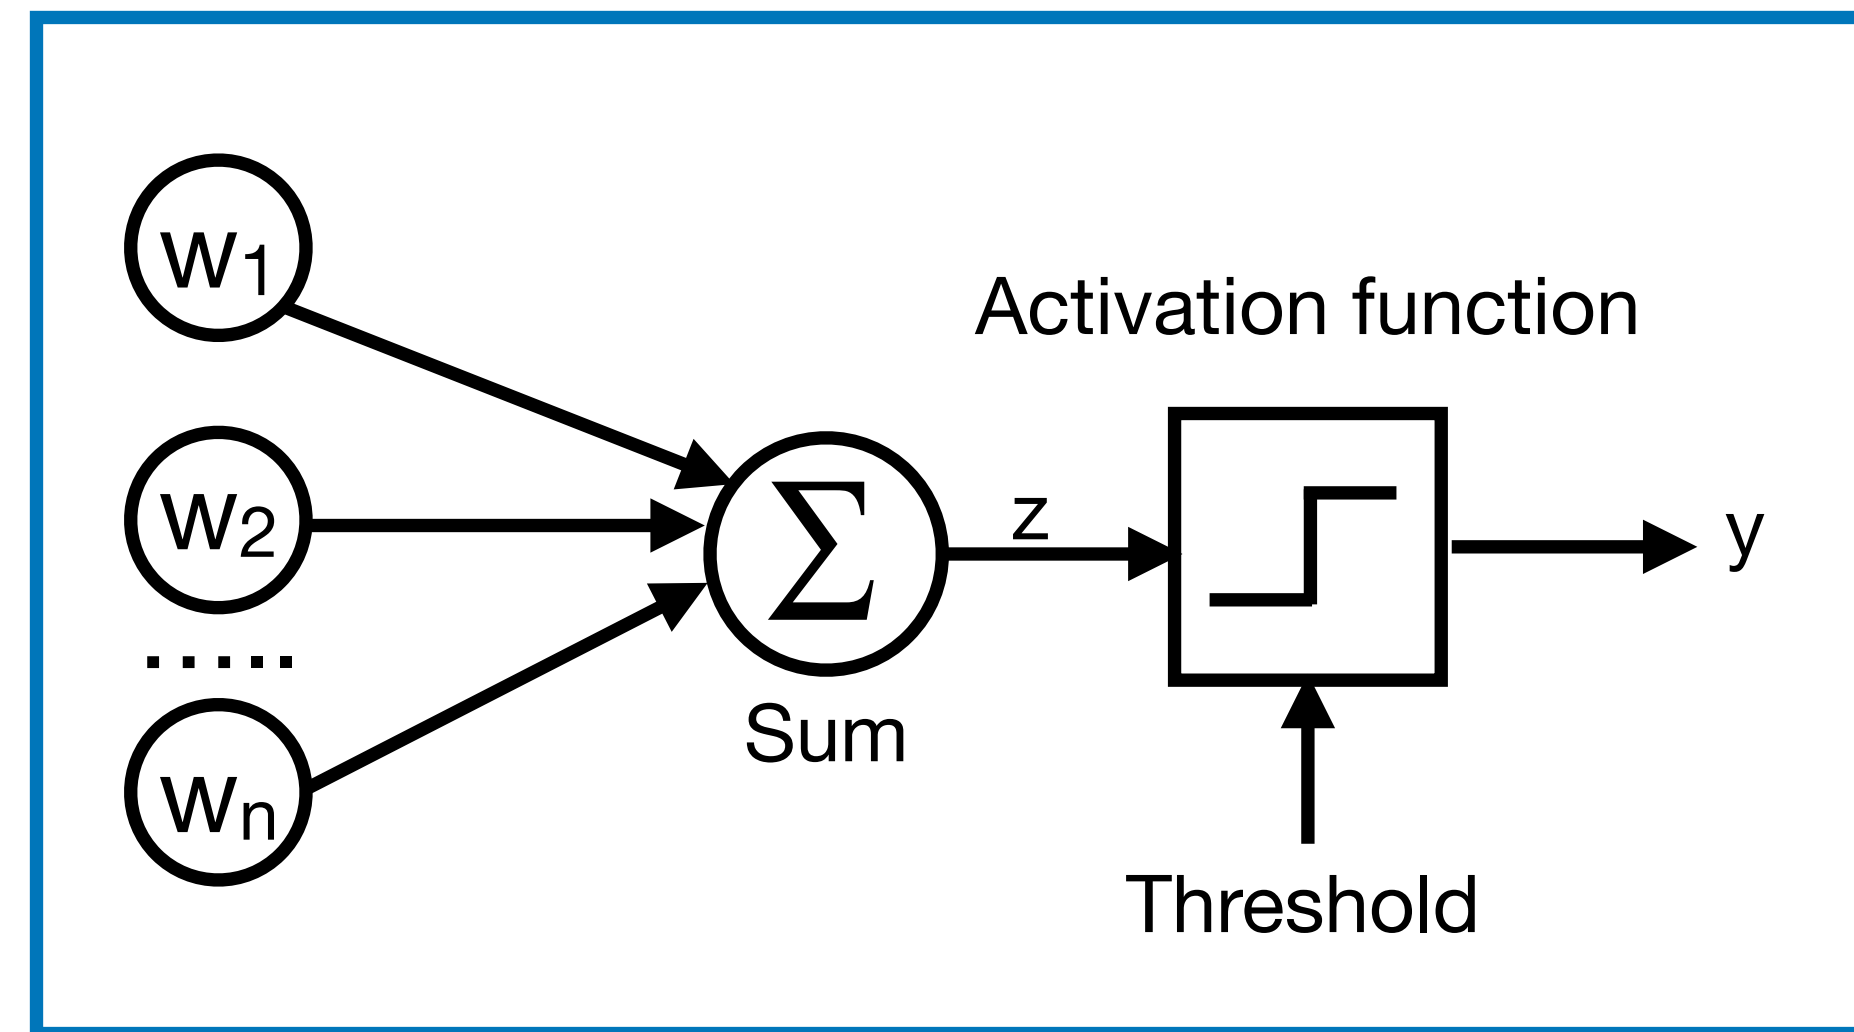 w1
Activation function
w2
Σ
z
y
.....
Sum
wn
Threshold